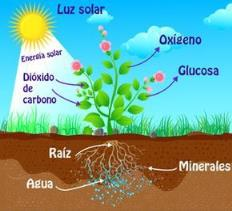 Luz solar
Oxígeno
Energía solar
Glucosa
Dióxido
de
carbono
Raíz
Minerales
Agua